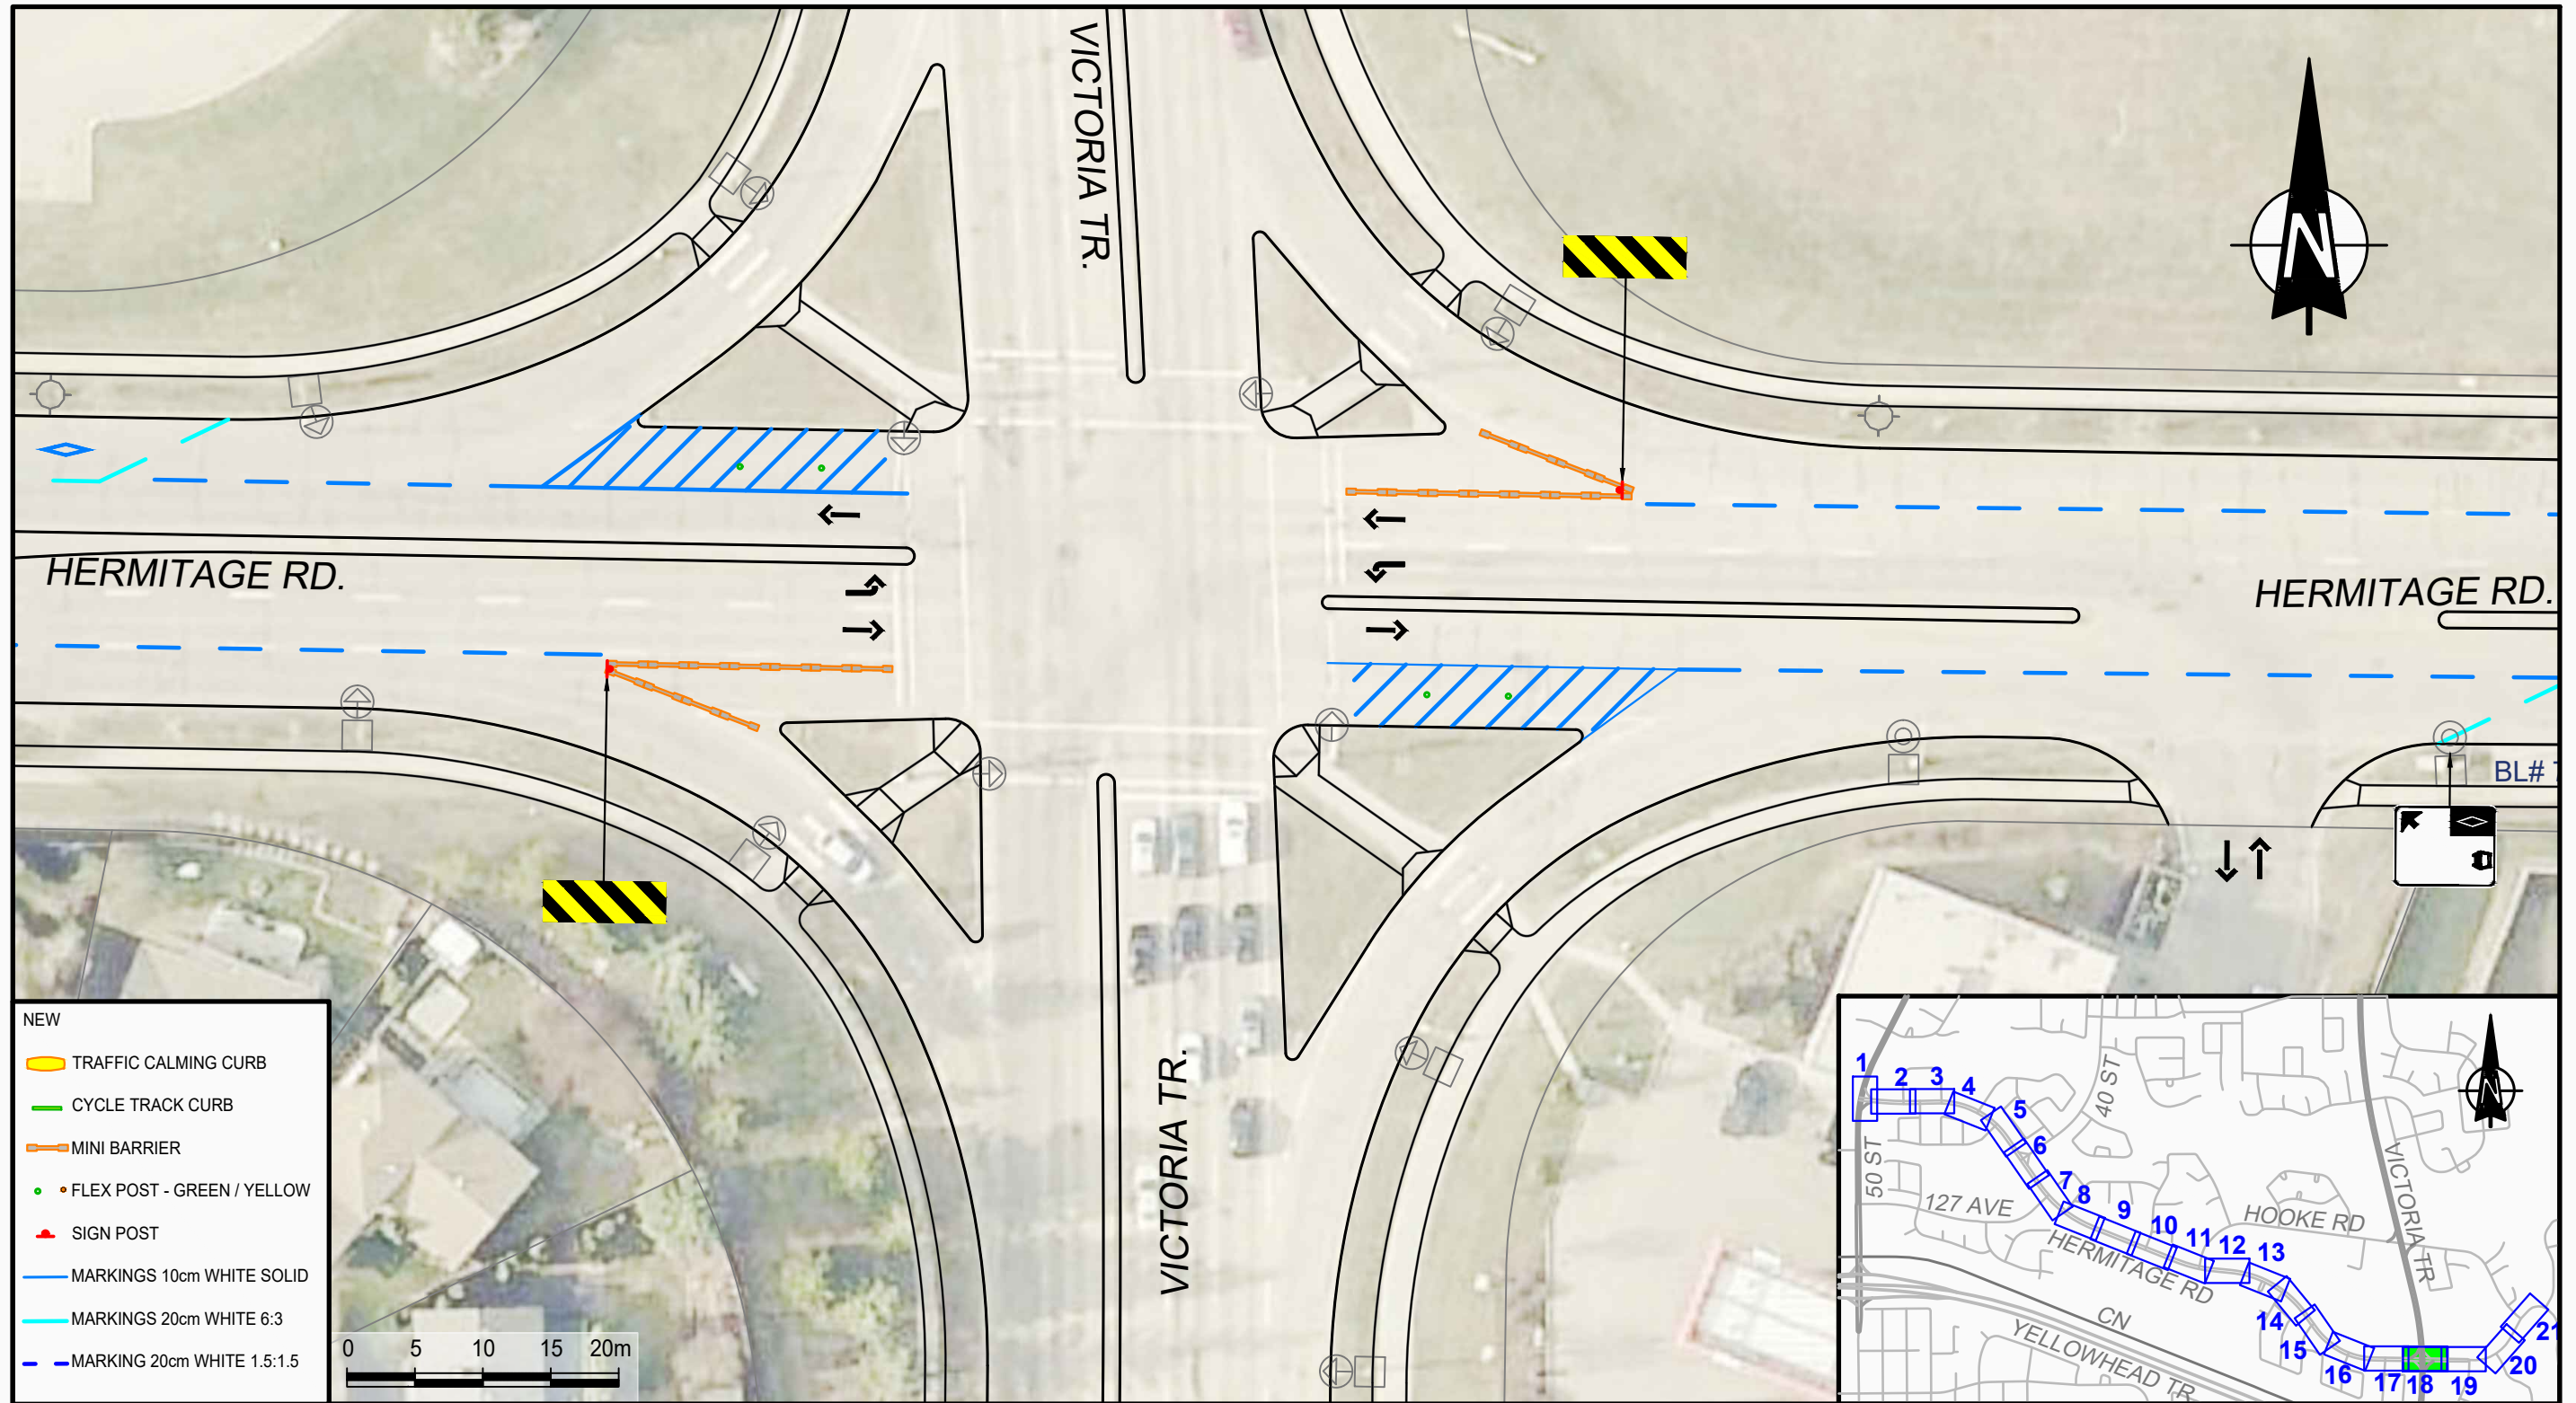 VICTORIA TR.
N
HERMITAGE RD.
HERMITAGE RD.
BL#
VICTORIA TR.
NEW
TRAFFIC CALMING CURB
CYCLE TRACK CURB
MINI BARRIER
FLEX POST - GREEN / YELLOW
SIGN POST
MARKINGS 10cm WHITE SOLID
MARKINGS 20cm WHITE 6:3
MARKING 20cm WHITE 1.5:1.5
0 5 10 15 20m
1
2 3 4
5
6
7
8
9
10
11
12
13
14
15
16
17
18
19
20
21
N
40 ST
50 ST
127 AVE
HOOKE RD
VICTORIA TR
HERMITAGE RD
CN
YELLOWHEAD TR